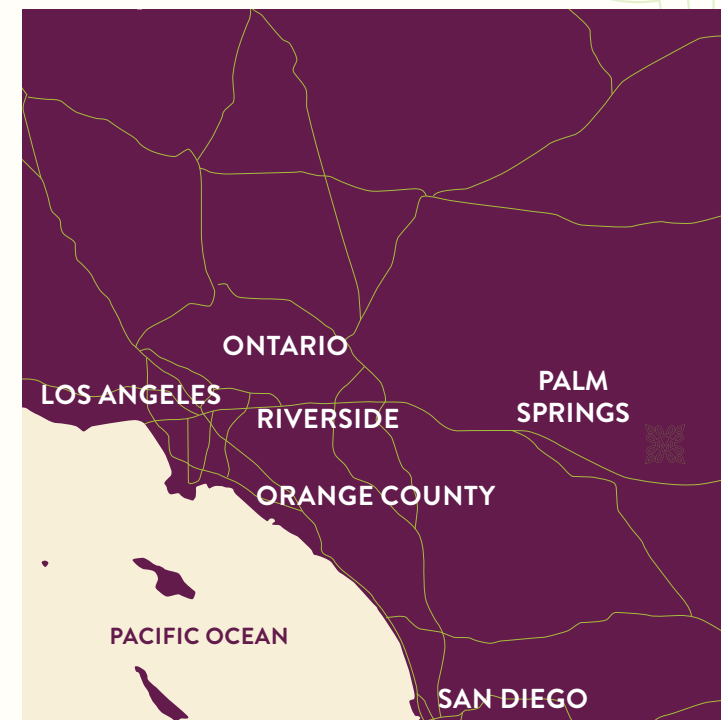 ONTARIO
LOS ANGELES
PALM
SPRINGS
RIVERSIDE
ORANGE COUNTY
PACIFIC OCEAN
SAN DIEGO